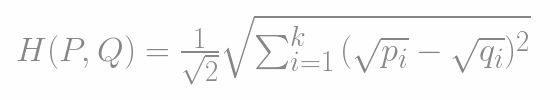 H(P, Q) = \frac{1}{\sqrt{2}} \sqrt{\sum_{i=1}^{k} (\sqrt{p_i} - \sqrt{q_i})^2}